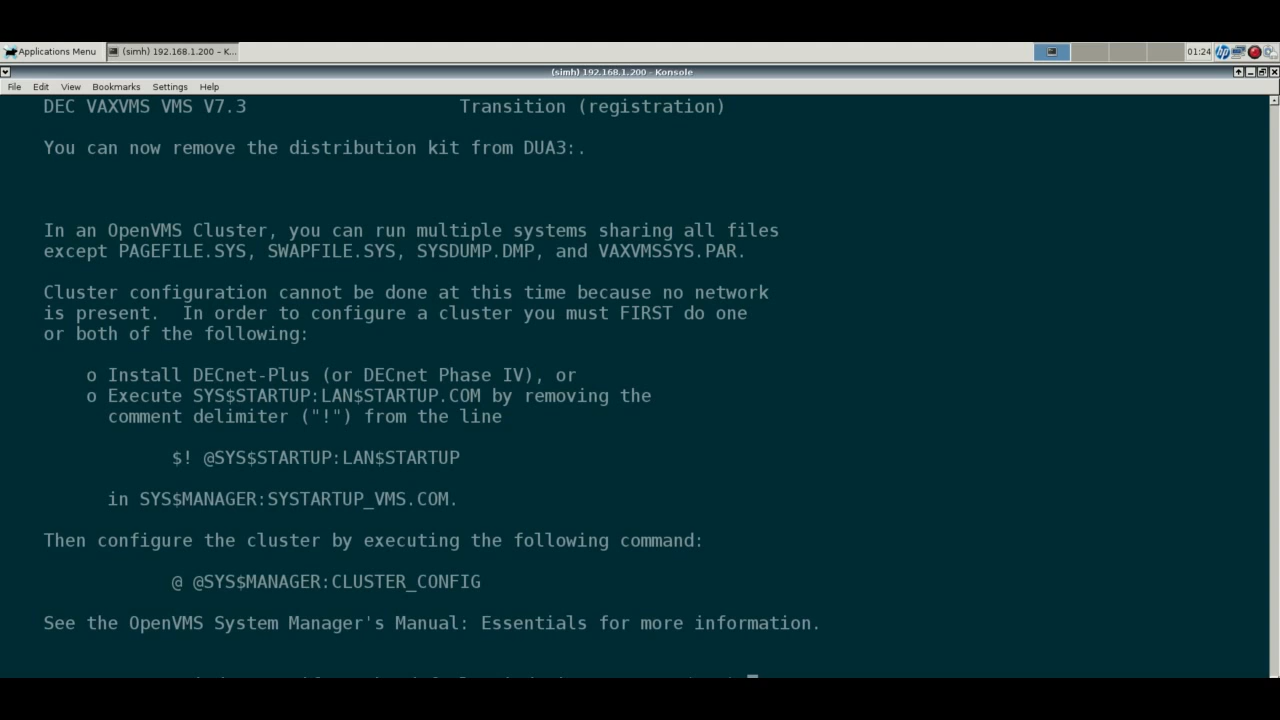 Applications Menu
(simh) 192.168.1.200 – K...
01:24
(simh) 192.168.1.200 – Konsole
File Edit View Bookmarks Settings Help
DEC VAXVMS VMS V7.3 Transition (registration)
You can now remove the distribution kit from DUA3:.
In an OpenVMS Cluster, you can run multiple systems sharing all files
except PAGEFILE.SYS, SWAPFILE.SYS, SYSDUMP.DMP, and VAXVMSSYS.PAR.
Cluster configuration cannot be done at this time because no network
is present. In order to configure a cluster you must FIRST do one
or both of the following:
o Install DECnet-Plus (or DECnet Phase IV), or
o Execute SYS$STARTUP:LAN$STARTUP.COM by removing the
comment delimiter ("!") from the line
$! @SYS$STARTUP:LAN$STARTUP
in SYS$MANAGER:SYSTARTUP_VMS.COM.
Then configure the cluster by executing the following command:
@ @SYS$MANAGER:CLUSTER_CONFIG
See the OpenVMS System Manager's Manual: Essentials for more information.